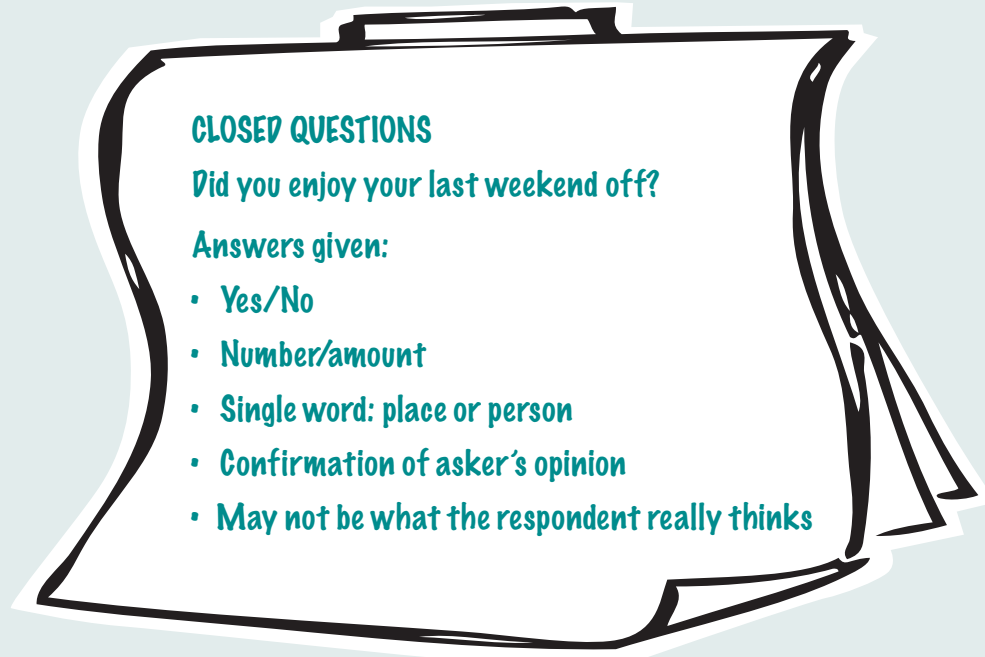 CLOSED QUESTIONS
Did you enjoy your last weekend off?
Answers given:
• Yes/No
• Number/amount
• Single word: place or person
• Confirmation of asker's opinion
• May not be what the respondent really thinks